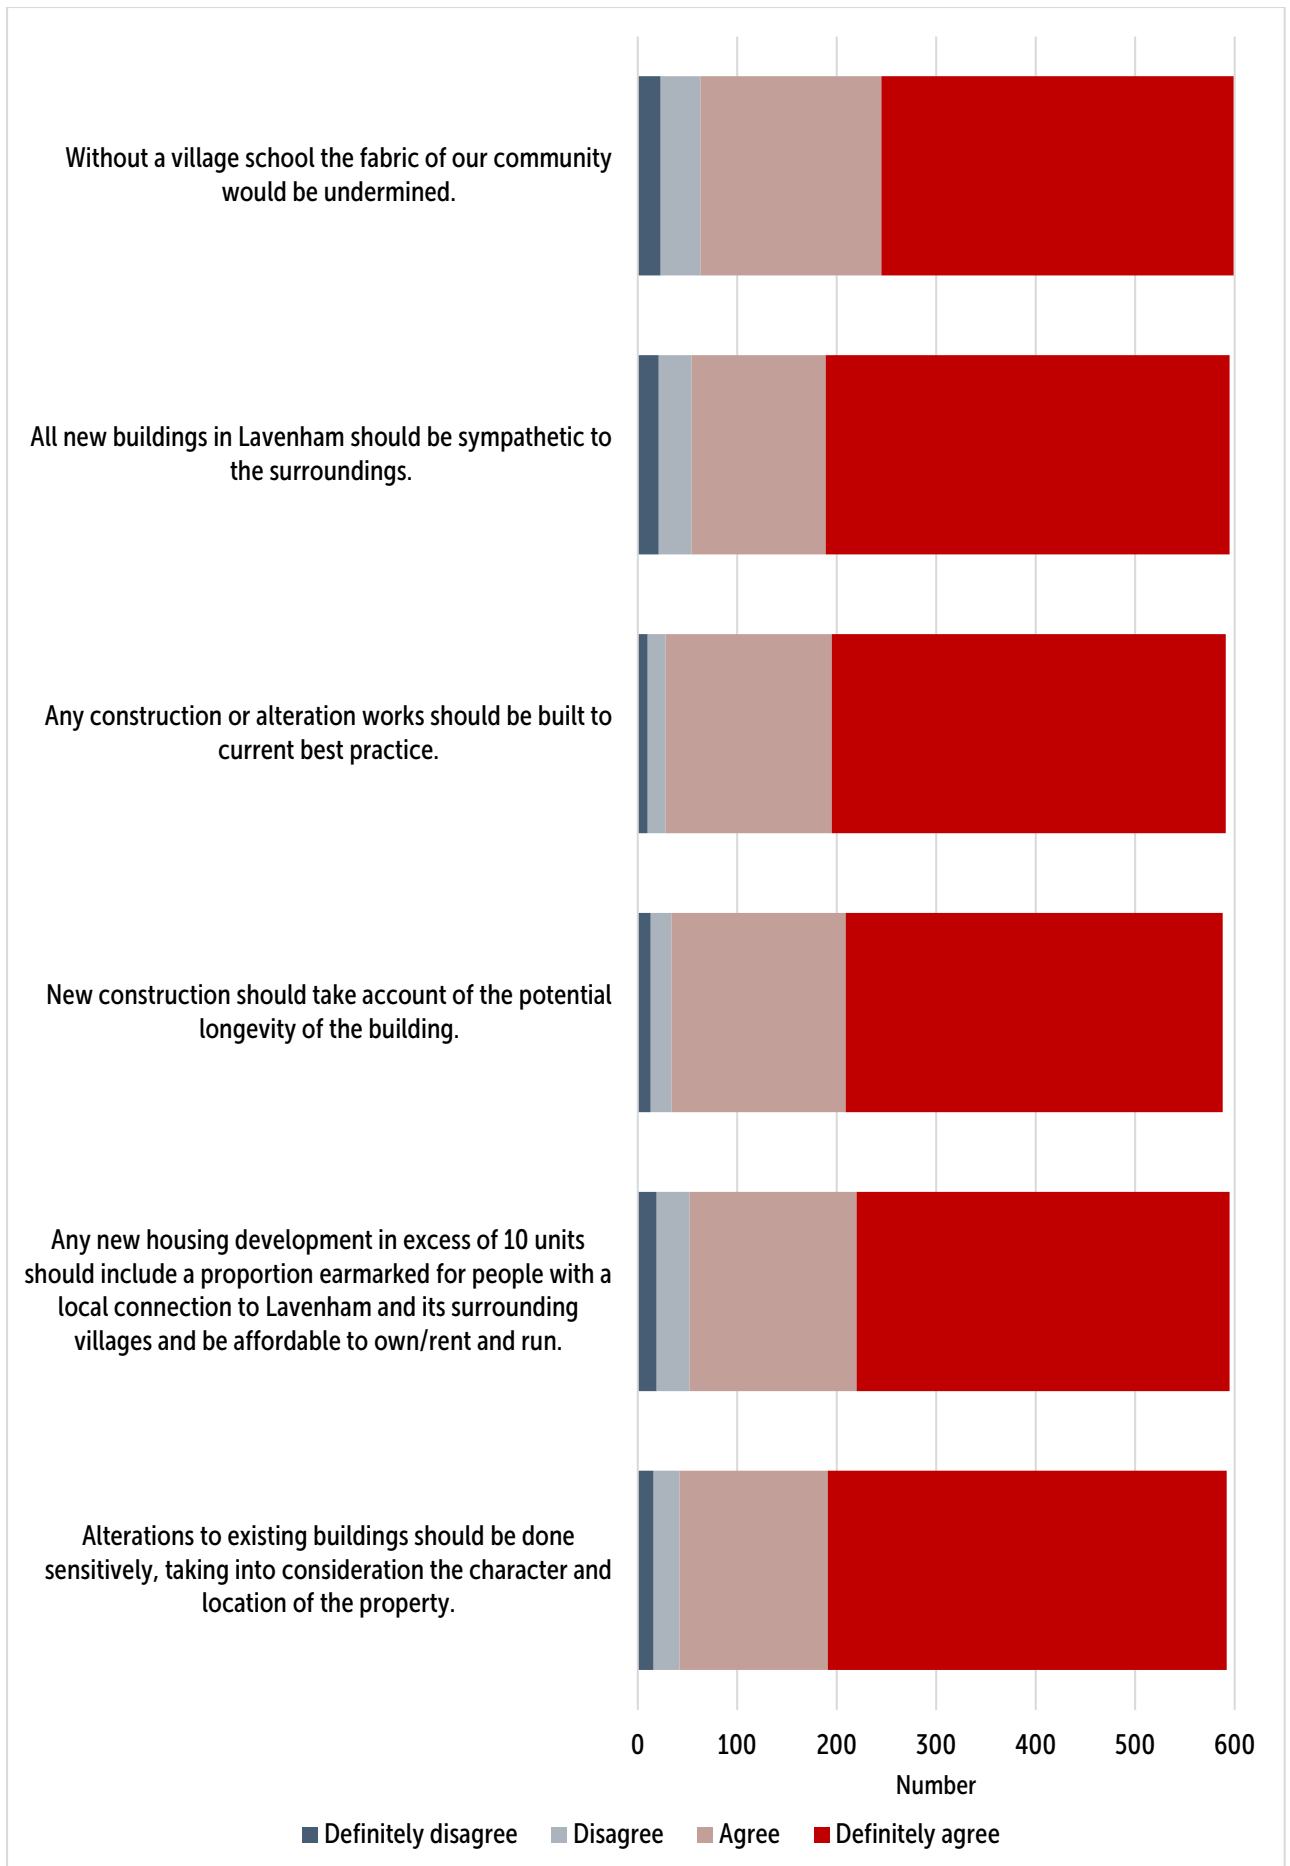 Without a village school the fabric of our community
would be undermined.
All new buildings in Lavenham should be sympathetic to
the surroundings.
Any construction or alteration works should be built to
current best practice.
New construction should take account of the potential
longevity of the building.
Any new housing development in excess of 10 units
should include a proportion earmarked for people with a
local connection to Lavenham and its surrounding
villages and be affordable to own/rent and run.
Alterations to existing buildings should be done
sensitively, taking into consideration the character and
location of the property.
0 100 200 300 400 500 600
Number
Definitely disagree Disagree Agree Definitely agree